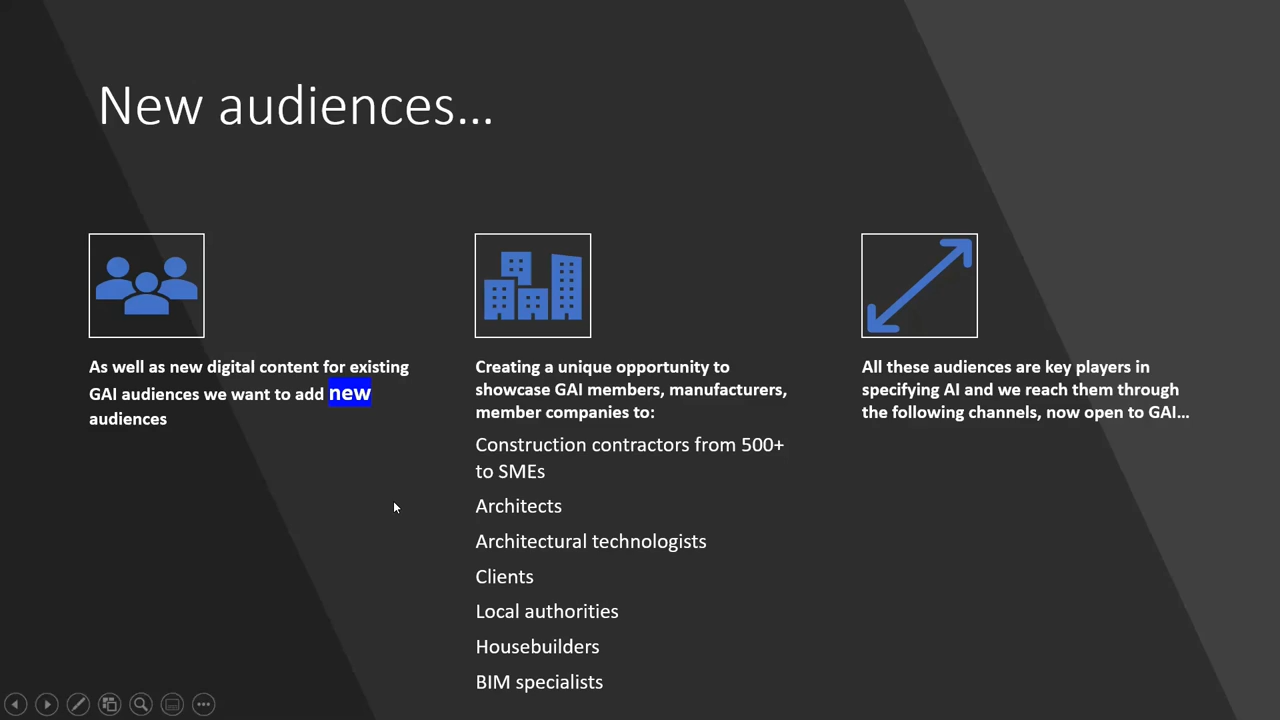 New audiences...
As well as new digital content for existing
GAI audiences we want to add new
audiences
Creating a unique opportunity to
showcase GAI members, manufacturers,
member companies to:
Construction contractors from 500+
to SMEs
Architects
Architectural technologists
Clients
Local authorities
Housebuilders
BIM specialists
All these audiences are key players in
specifying AI and we reach them through
the following channels, now open to GAI...